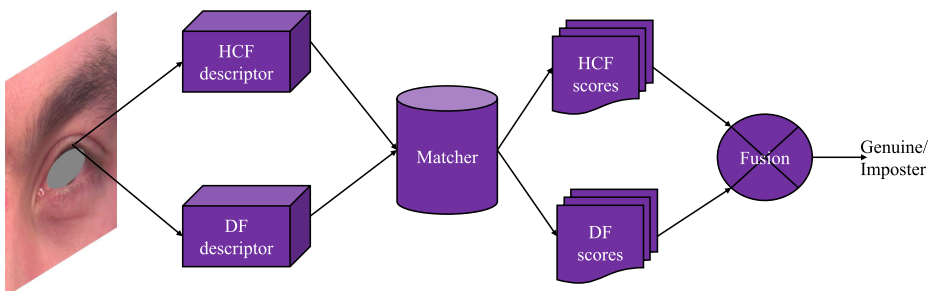 HCF
descriptor
DF
descriptor
Matcher
HCF
scores
DF
scores
Fusion
Genuine/
Imposter